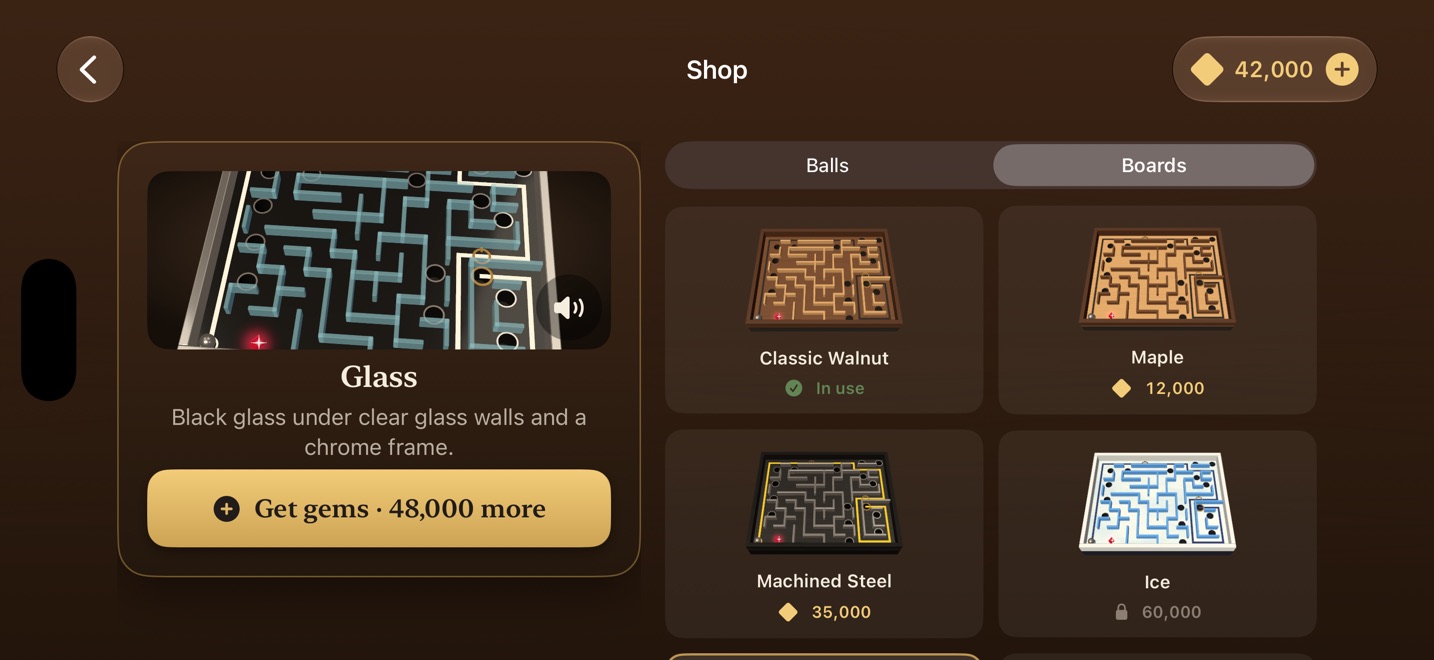 Shop
42,000
Glass
Black glass under clear glass walls and a
chrome frame.
Get gems · 48,000 more
Balls
Boards
Classic Walnut
In use
Maple
12,000
Machined Steel
35,000
Ice
60,000